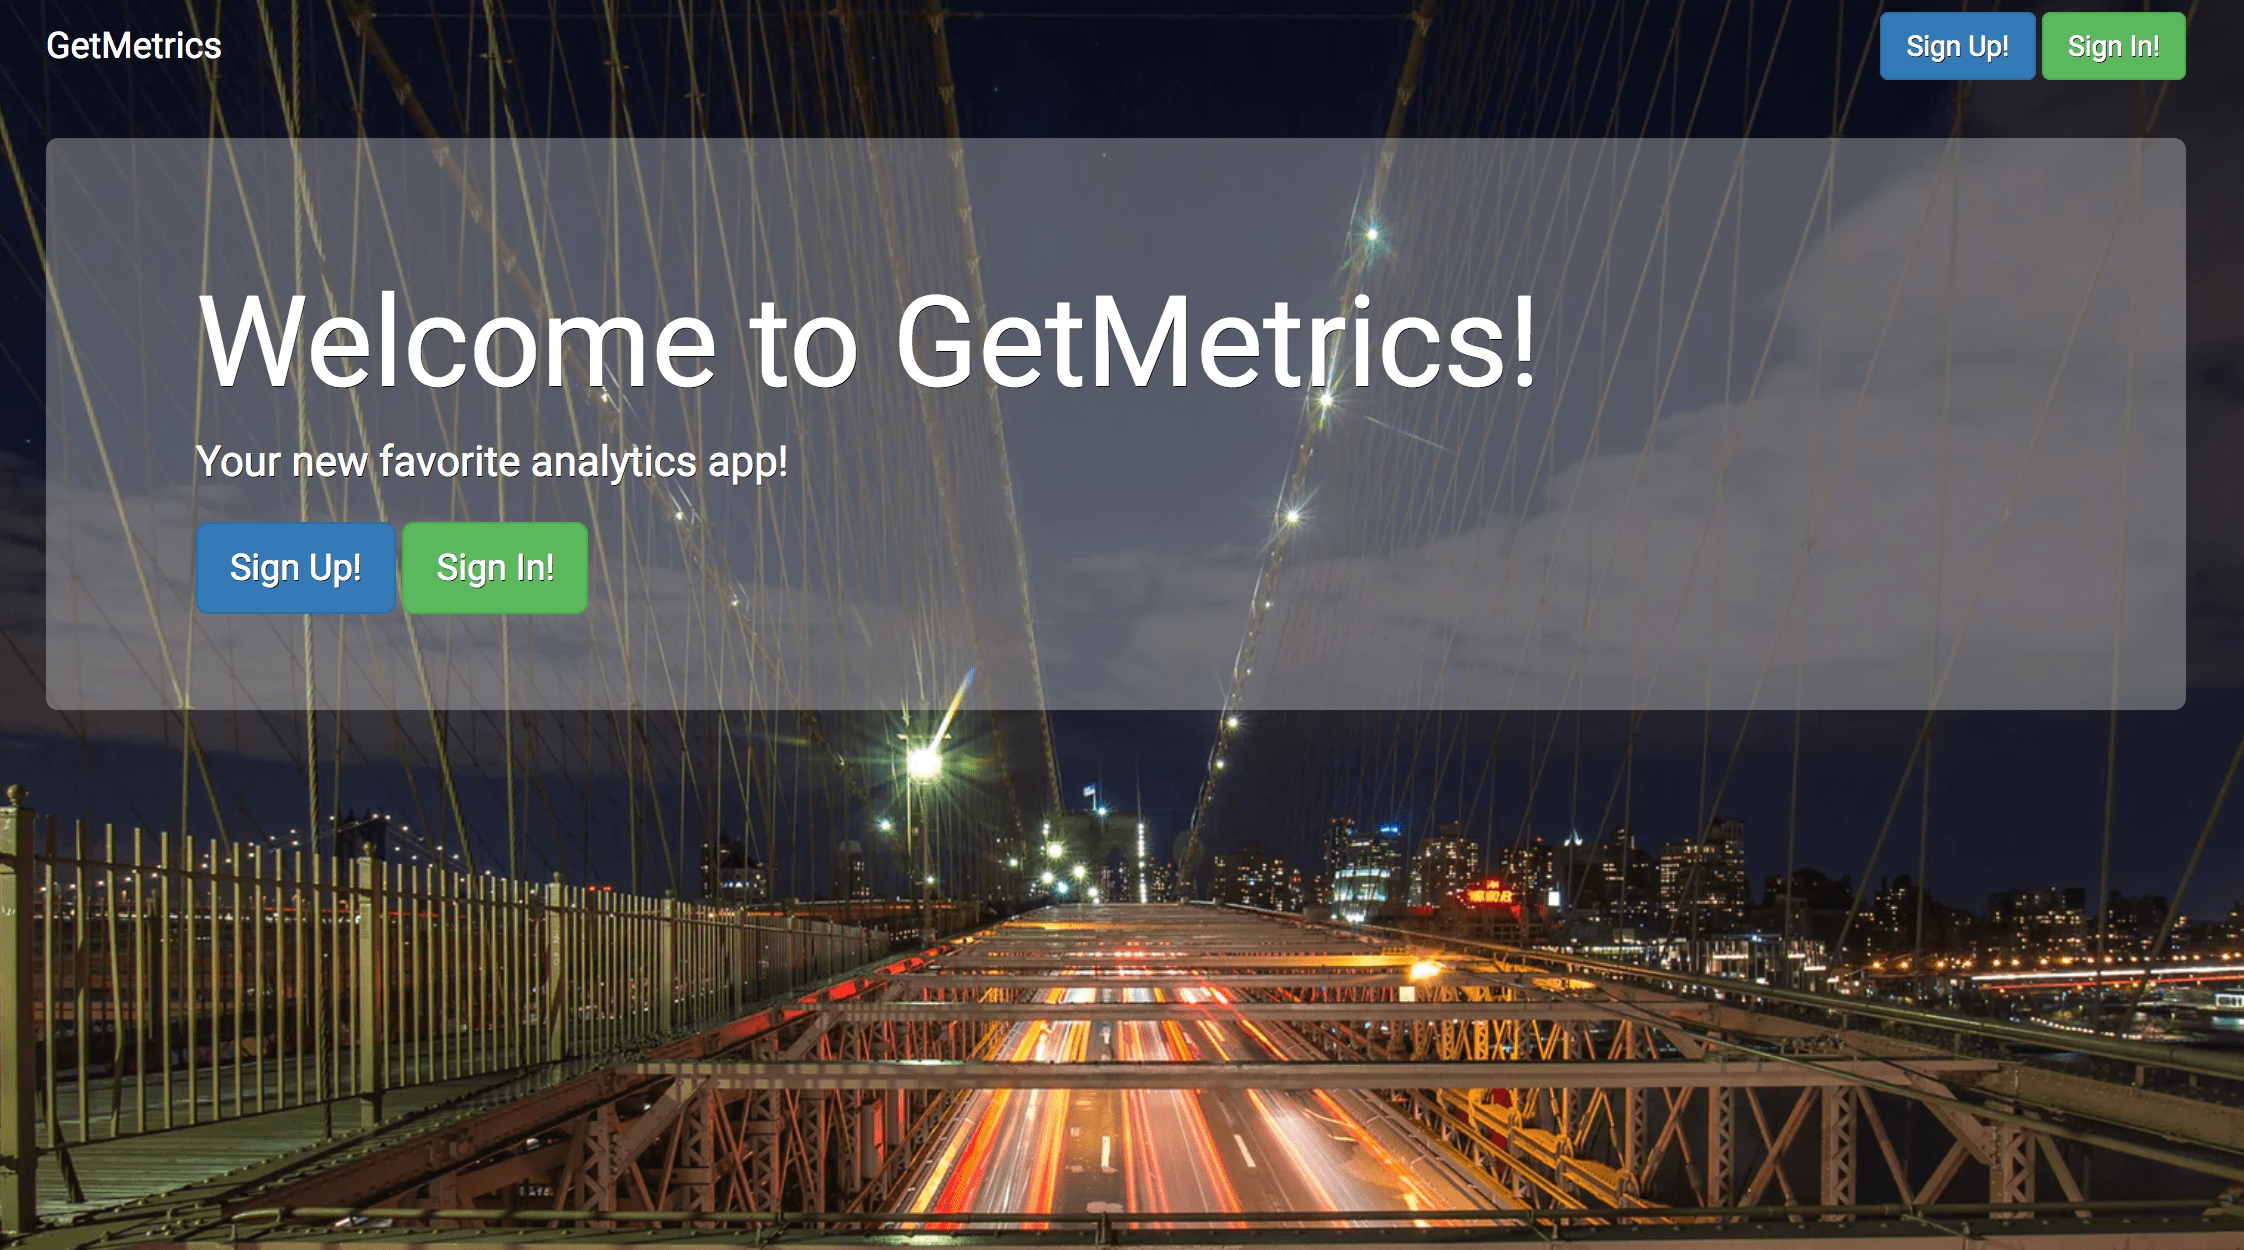 GetMetrics
Sign Up! Sign In!
Welcome to GetMetrics!
Your new favorite analytics app!
Sign Up! Sign In!